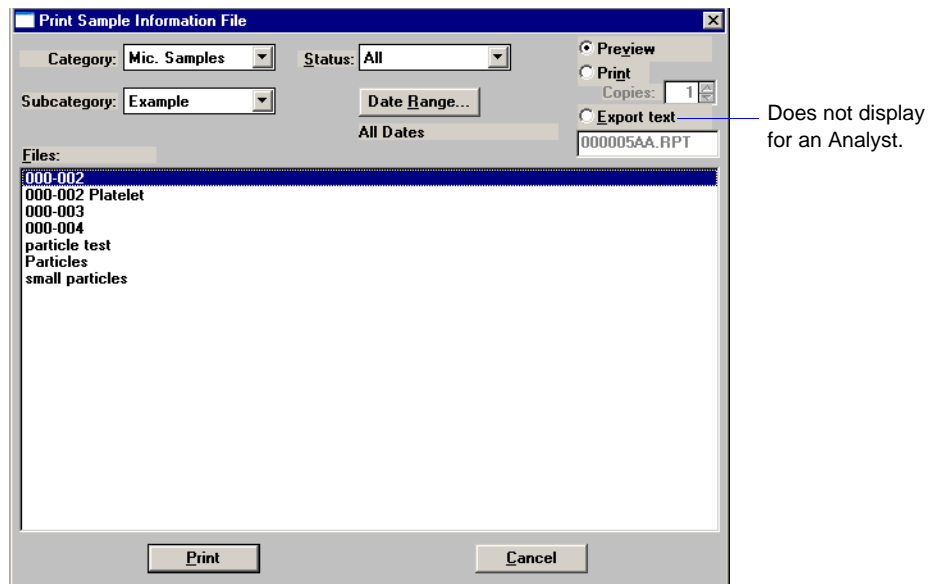 Print Sample Information File
Category: Mic. Samples
Status: All
Preview
Print
Copies: 1
Subcategory: Example
Date Range...
Export text
All Dates
000005AA.RPT
Does not display
for an Analyst.
Files:
000-002
000-002 Platelet
000-003
000-004
particle test
Particles
small particles
Print
Cancel